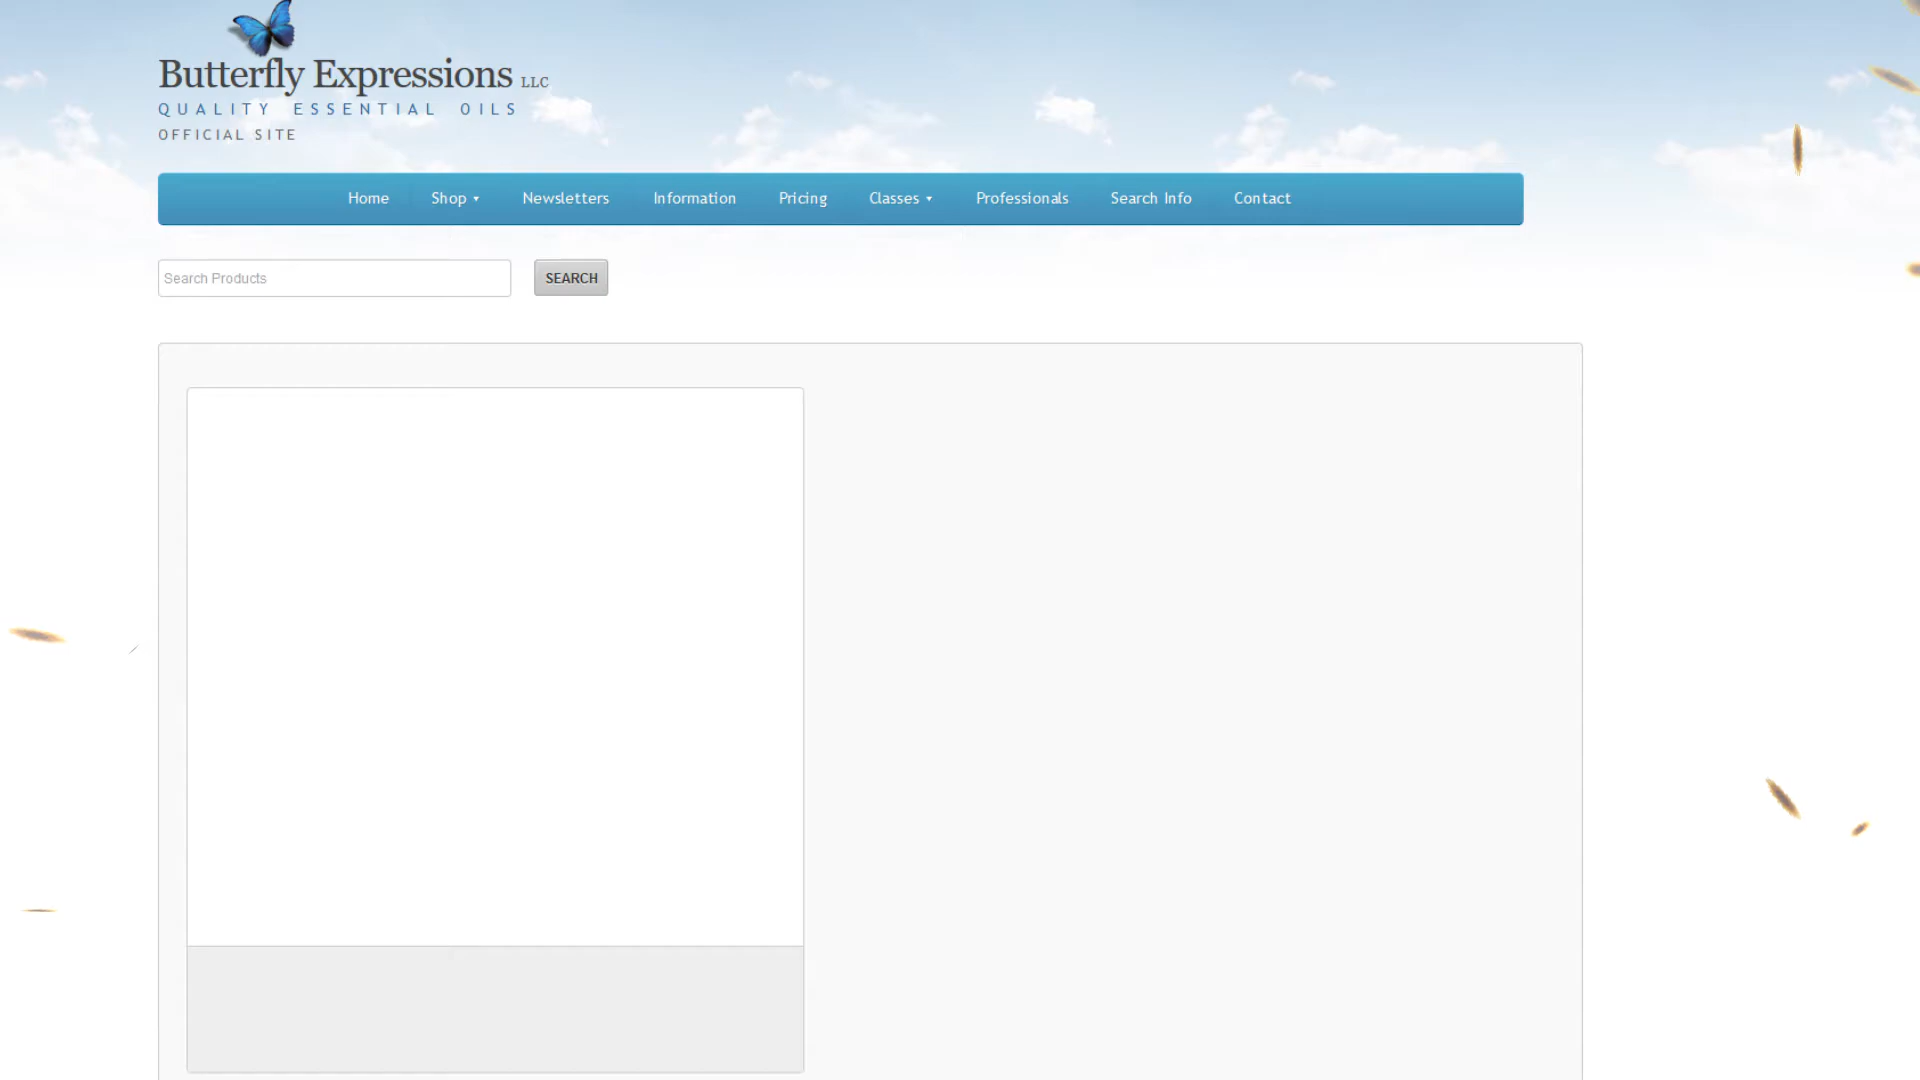 Butterfly Expressions LLC
QUALITY ESSENTIAL OILS
OFFICIAL SITE
Home Shop Newsletters Information Pricing Classes Professionals Search Info Contact
Search Products SEARCH